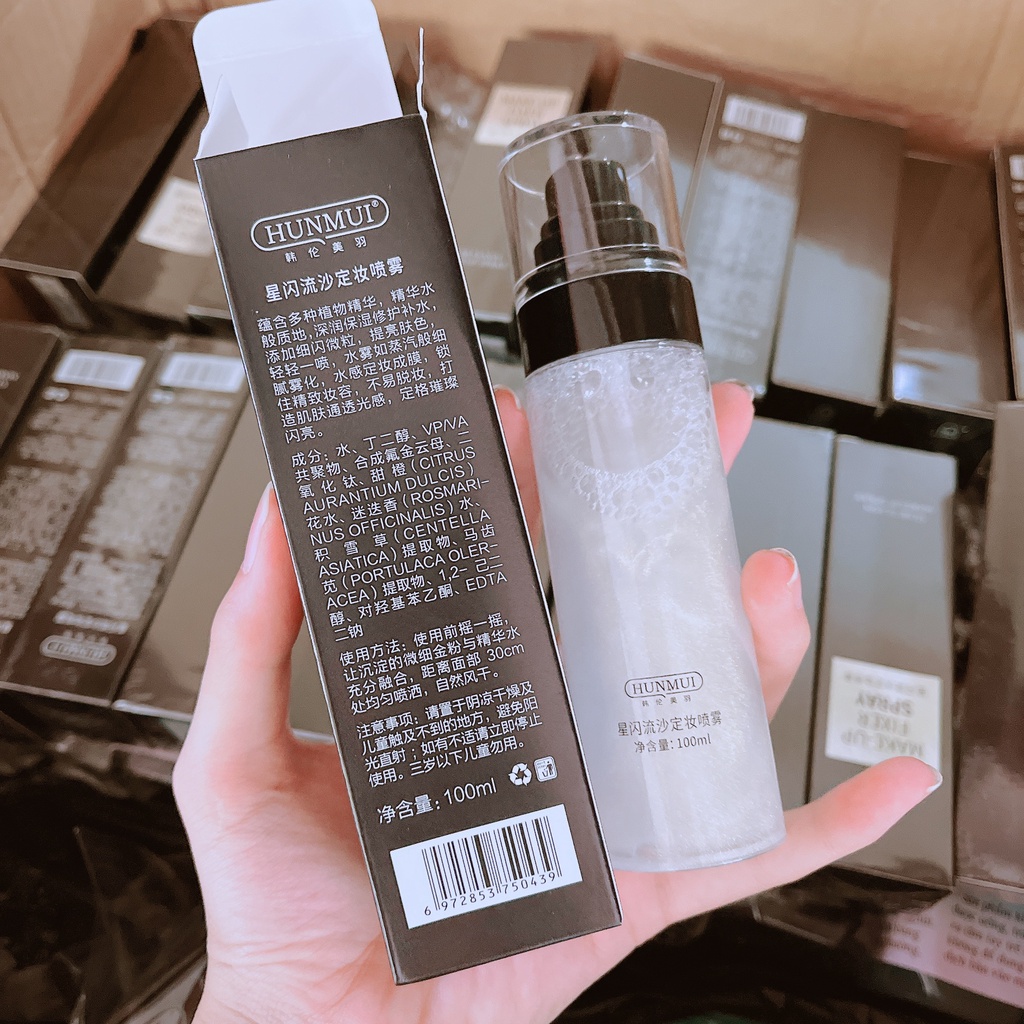 HUNMUI®
韩伦美羽
星闪流沙定妆喷雾
蕴含多种植物精华，精华水
般质地，深润保湿修护补水，
添加细闪微粒，提亮肤色，
轻轻一喷，水雾如蒸汽般细
腻雾化，水感定妆成膜，锁
住精致妆容，不易脱妆，打
造肌肤通透光感，定格璀璨
闪亮。
成分：水、丁二醇、VP/VA
共聚物、合成氟金云母、二
氧化钛、甜橙（CITRUS
AURANTIUM DULCIS）
花水、迷迭香（ROSMARI-
NUS OFFICINALIS）水、
积雪草（CENTELLA
ASIATICA）提取物、马齿
苋（PORTULACA OLER-
ACEA）提取物、1,2-己二
醇、对羟基苯乙酮、EDTA
二钠
使用方法：使用前摇一摇，
让沉淀的微细金粉与精华水
充分融合，距离面部 30cm
处均匀喷洒，自然风干。
注意事项：请置于阴凉干燥及
儿童触及不到的地方，避免阳
光直射；如有不适请立即停止
使用。三岁以下儿童勿用。
净含量：100ml
6 972853 750439
HUNMUI
韩伦美羽
星闪流沙定妆喷雾
净含量：100ml
MAKE-UP
FIXER
SPRAY